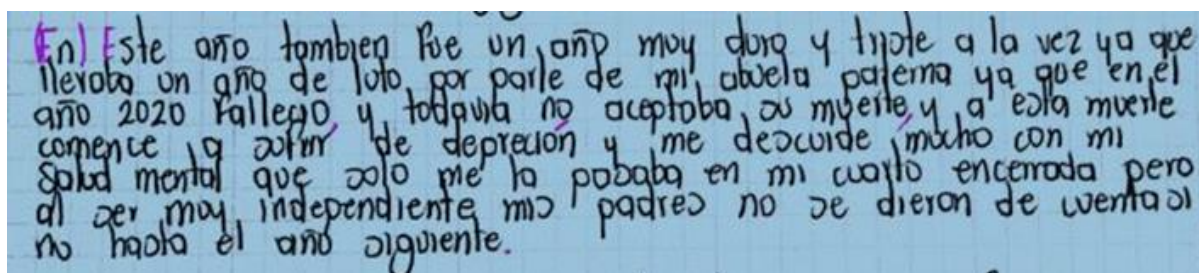 (En) Este año tambien fue un año muy duro y triste a la vez ya que
llevaba un año de luto por parte de mi abuela paterna ya que en el
año 2020 fallecio, y todavia no aceptaba su muerte y a esta muerte
comence a sufrir de depreción y me descuide mucho con mi
salud mental que solo me la pasaba en mi cuarto encerrada pero
al ser muy independiente mis padres no se dieron de cuenta si
no hasta el año siguiente.